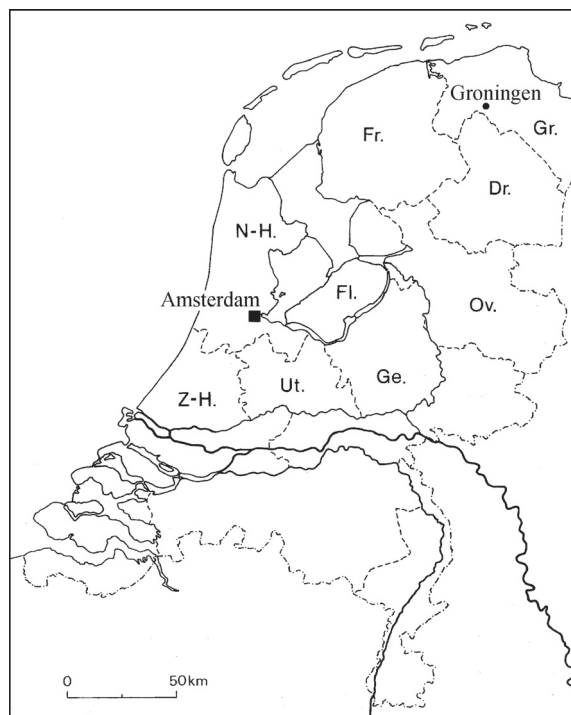 Groningen
Gr.
Fr.
Dr.
N-H.
Fl.
Ov.
Amsterdam
Z-H.
Ut.
Ge.
0 50km